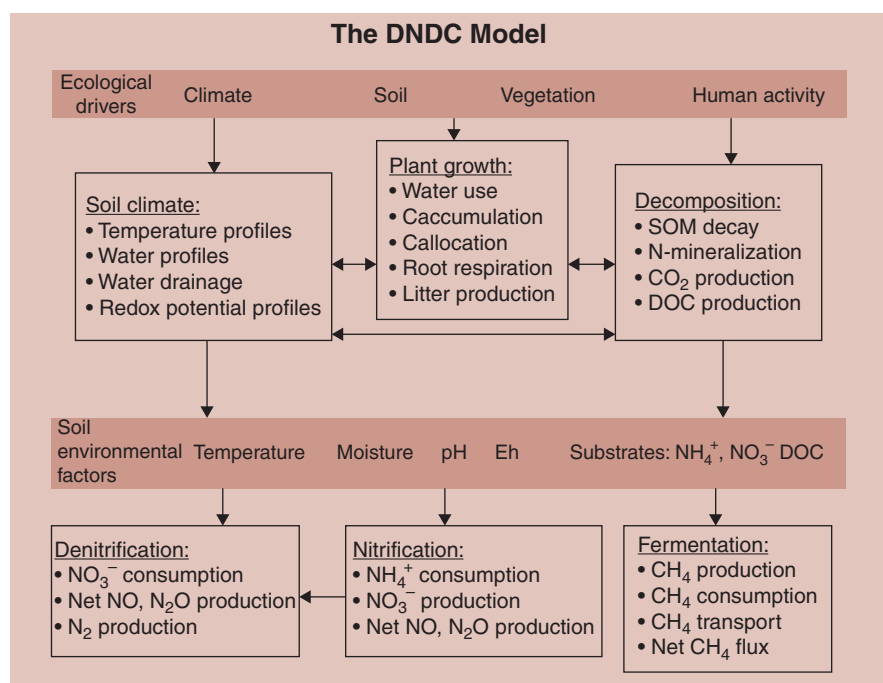 The DNDC Model
Ecological
drivers
Climate
Soil
Vegetation
Human activity
Soil climate:
• Temperature profiles
• Water profiles
• Water drainage
• Redox potential profiles
Plant growth:
• Water use
• Caccumulation
• Callocation
• Root respiration
• Litter production
Decomposition:
• SOM decay
• N-mineralization
• CO₂ production
• DOC production
Soil
environmental
factors
Temperature
Moisture
pH
Eh
Substrates: NH₄⁺, NO₃⁻ DOC
Denitrification:
• NO₃⁻ consumption
• Net NO, N₂O production
• N₂ production
Nitrification:
• NH₄⁺ consumption
• NO₃⁻ production
• Net NO, N₂O production
Fermentation:
• CH₄ production
• CH₄ consumption
• CH₄ transport
• Net CH₄ flux